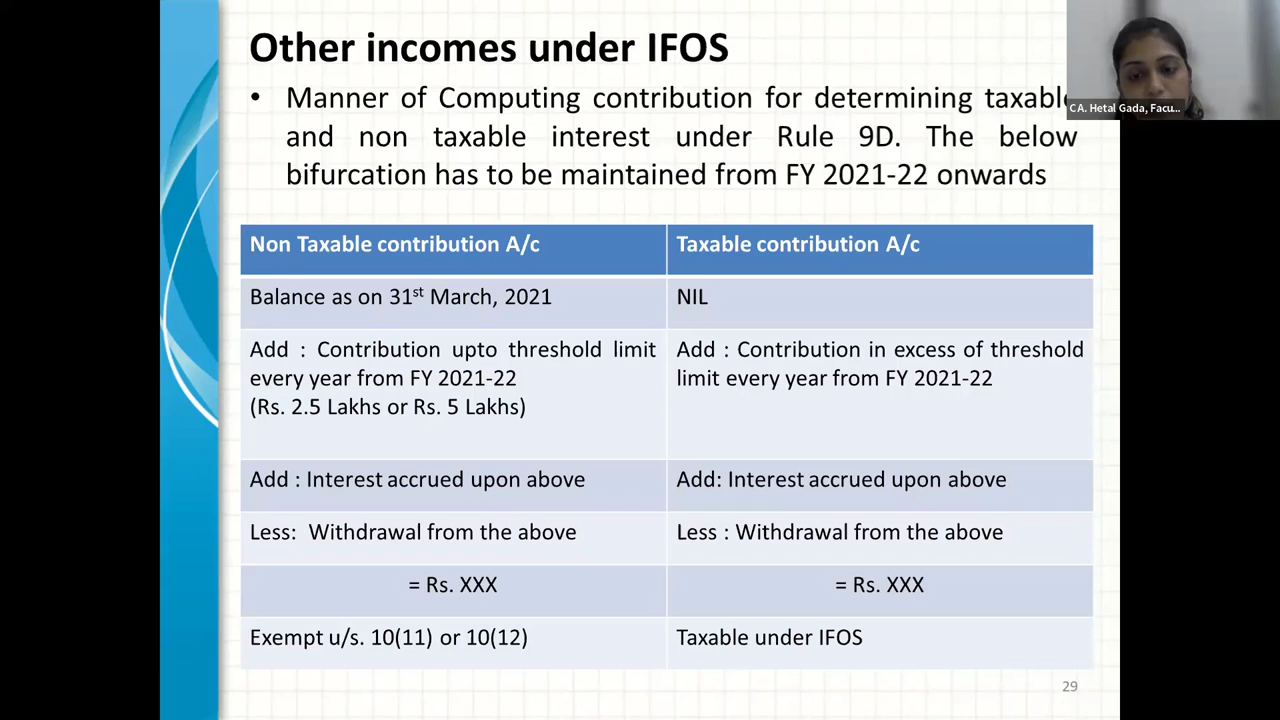 Other incomes under IFOS
CA. Hetal Gada, Facu...
• Manner of Computing contribution for determining taxable
and non taxable interest under Rule 9D. The below
bifurcation has to be maintained from FY 2021-22 onwards
Non Taxable contribution A/c
Taxable contribution A/c
Balance as on 31st March, 2021
NIL
Add : Contribution upto threshold limit
every year from FY 2021-22
(Rs. 2.5 Lakhs or Rs. 5 Lakhs)
Add : Contribution in excess of threshold
limit every year from FY 2021-22
Add : Interest accrued upon above
Add: Interest accrued upon above
Less: Withdrawal from the above
Less : Withdrawal from the above
= Rs. XXX
= Rs. XXX
Exempt u/s. 10(11) or 10(12)
Taxable under IFOS
29